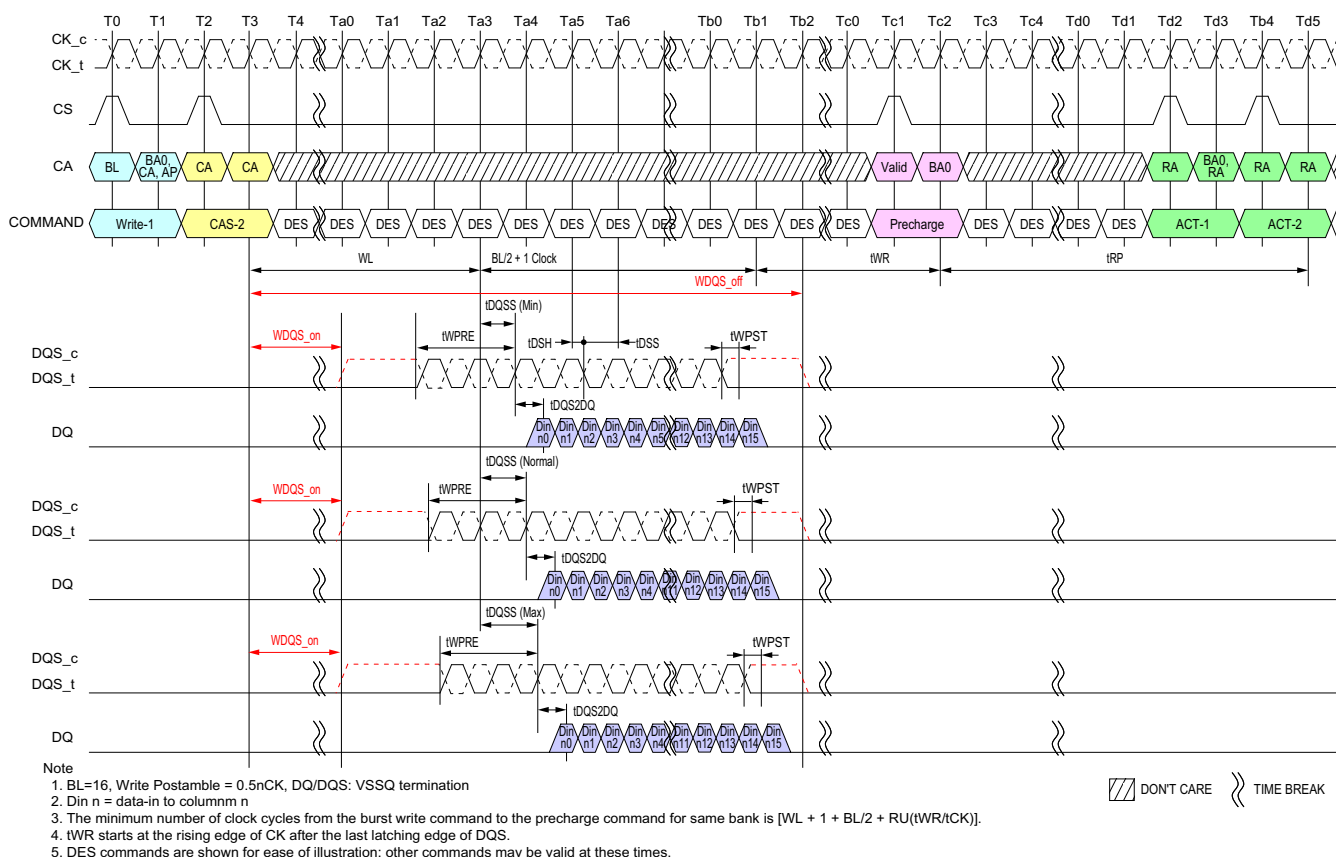 T0 T1 T2 T3 T4 Ta0 Ta1 Ta2 Ta3 Ta4 Ta5 Ta6 Tb0 Tb1 Tb2 Tc0 Tc1 Tc2 Tc3 Tc4 Td0 Td1 Td2 Td3 Tb4 Td5
CK_c
CK_t
CS
CA BL BA0, CA, AP CA CA Valid BA0 RA BA0, RA RA RA
COMMAND Write-1 CAS-2 DES DES DES DES DES DES DES DES DES DES DES DES DES Precharge DES DES DES DES ACT-1 ACT-2
WL BL/2 + 1 Clock tWR tRP
WDQS_off
tDQSS (Min)
WDQS_on tWPRE tDSH tDSS tWPST
DQS_c
DQS_t
tDQS2DQ
DQ Din n0 Din n1 Din n2 Din n3 Din n4 Din n5 Din n12 Din n13 Din n14 Din n15
tDQSS (Normal)
WDQS_on tWPRE tWPST
DQS_c
DQS_t
tDQS2DQ
DQ Din n0 Din n1 Din n2 Din n3 Din n4 Din n11 Din n12 Din n13 Din n14 Din n15
tDQSS (Max)
WDQS_on tWPRE tWPST
DQS_c
DQS_t
tDQS2DQ
DQ Din n0 Din n1 Din n2 Din n3 Din n4 Din n11 Din n12 Din n13 Din n14 Din n15
Note
1. BL=16, Write Postamble = 0.5nCK, DQ/DQS: VSSQ termination
2. Din n = data-in to columnm n
3. The minimum number of clock cycles from the burst write command to the precharge command for same bank is [WL + 1 + BL/2 + RU(tWR/tCK)].
4. tWR starts at the rising edge of CK after the last latching edge of DQS.
5. DES commands are shown for ease of illustration; other commands may be valid at these times.
DON'T CARE TIME BREAK